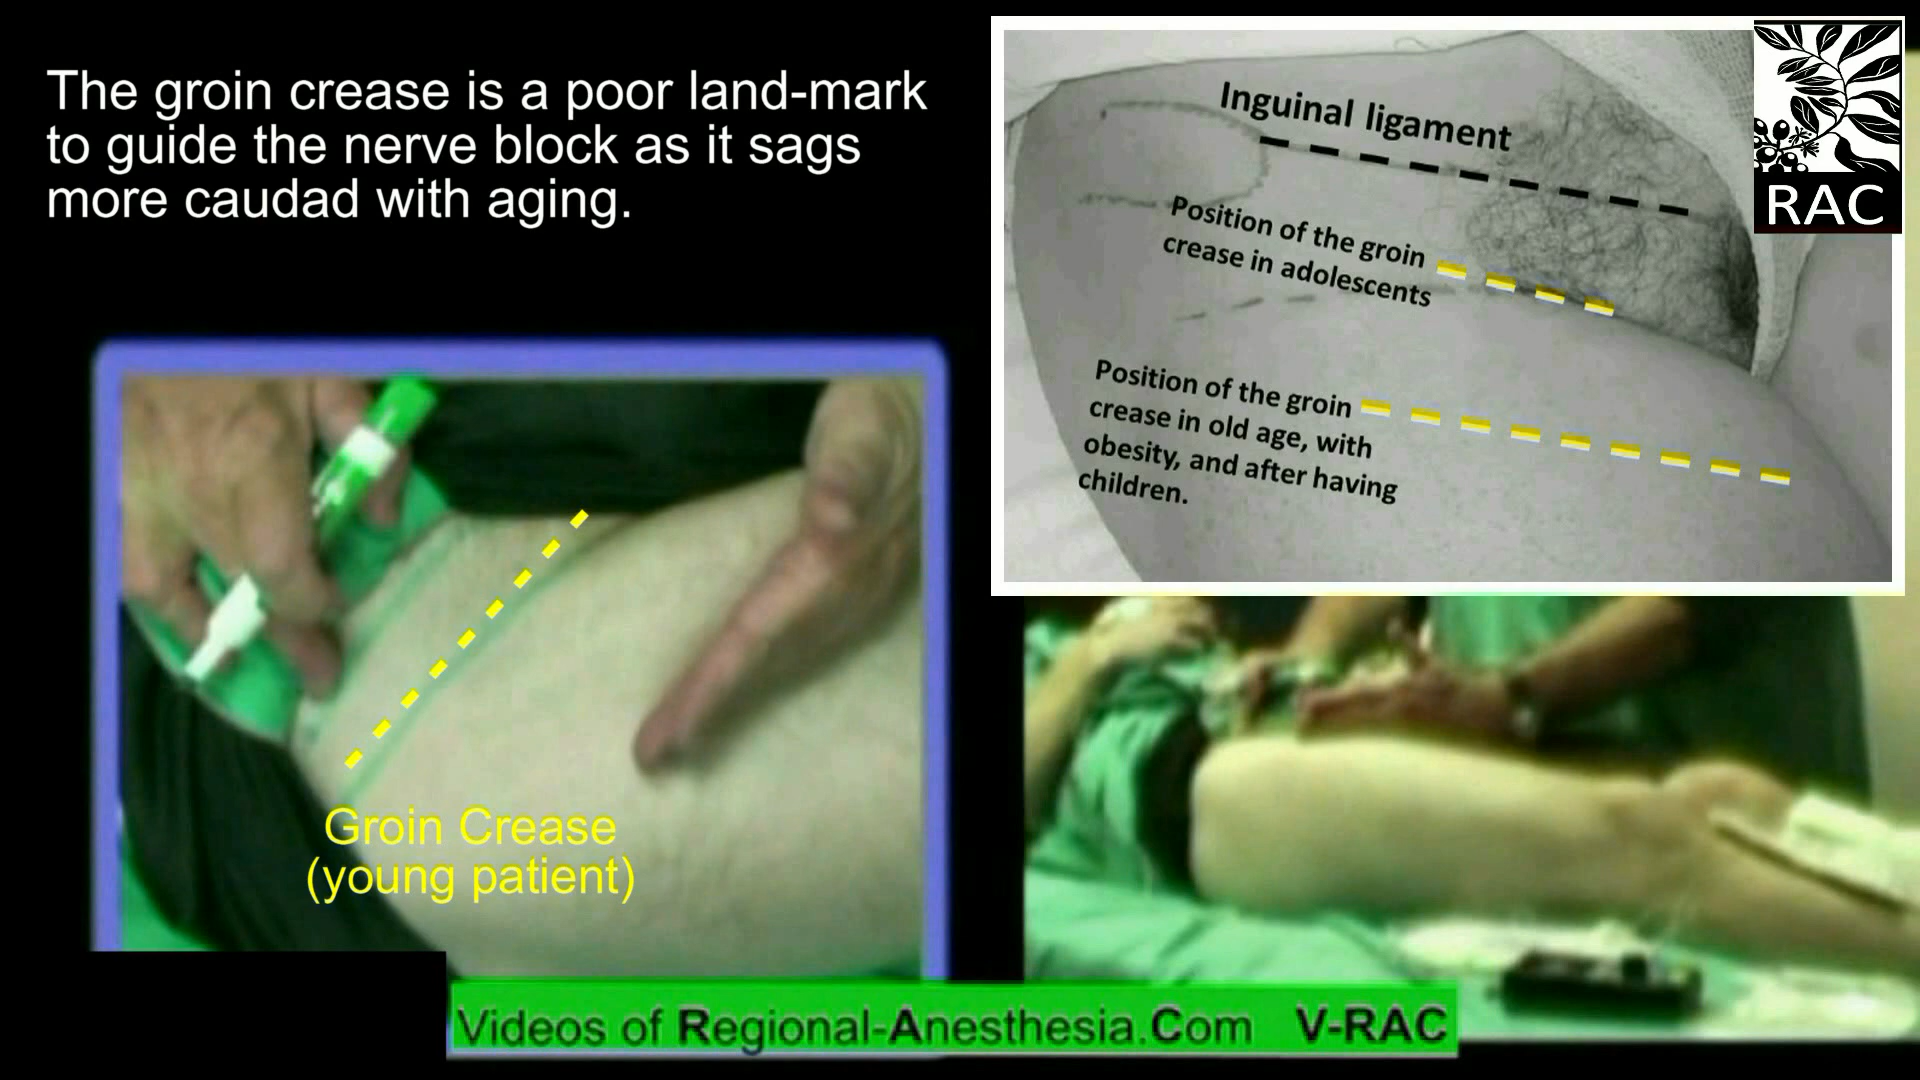 The groin crease is a poor land-mark
to guide the nerve block as it sags
more caudad with aging.
Inguinal ligament
RAC
Position of the groin
crease in adolescents
Position of the groin
crease in old age, with
obesity, and after having
children.
Groin Crease
(young patient)
Videos of Regional-Anesthesia.Com V-RAC